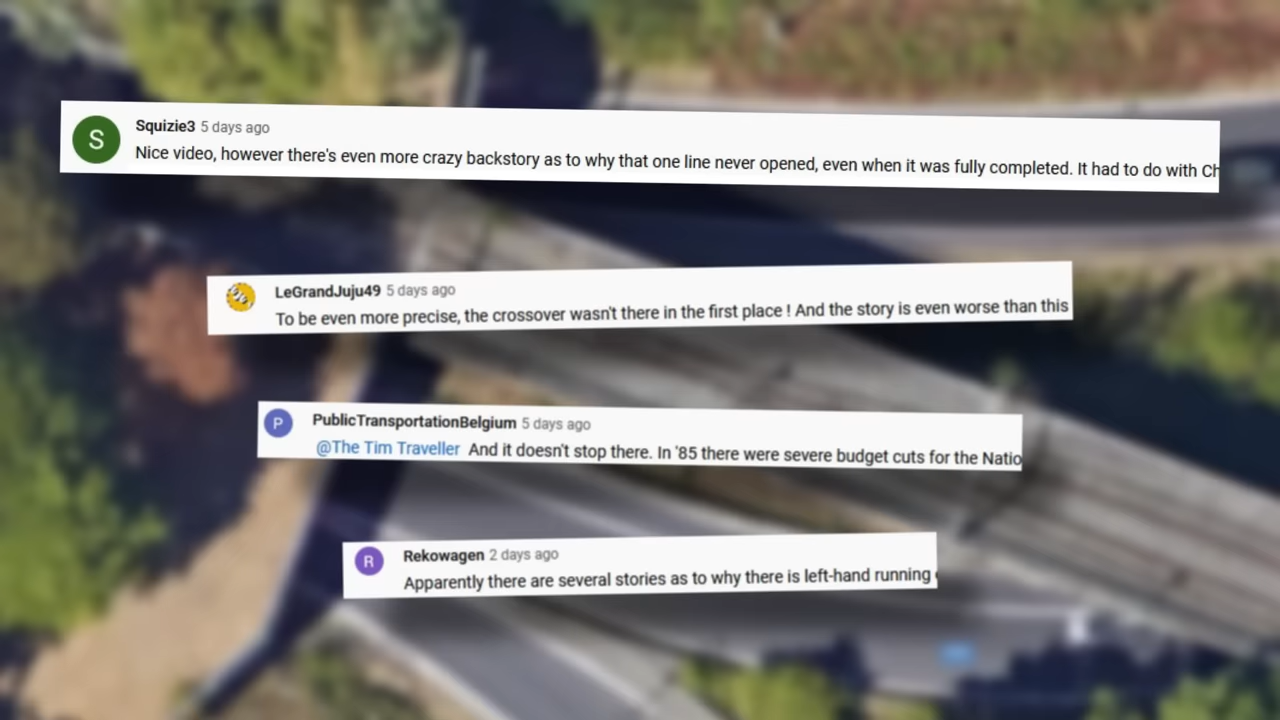 S
Squizie3 5 days ago
Nice video, however there's even more crazy backstory as to why that one line never opened, even when it was fully completed. It had to do with Ch
LeGrandJuju49 5 days ago
To be even more precise, the crossover wasn't there in the first place ! And the story is even worse than this
P
PublicTransportationBelgium 5 days ago
@The Tim Traveller And it doesn't stop there. In '85 there were severe budget cuts for the Natio
R
Rekowagen 2 days ago
Apparently there are several stories as to why there is left-hand running